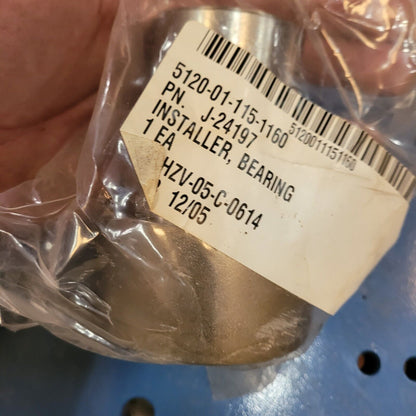 5120-01-115-1160
PN. J-24197
INSTALLER, BEARING
1 EA
HZV-05-C-0614
12/05
5120011151160